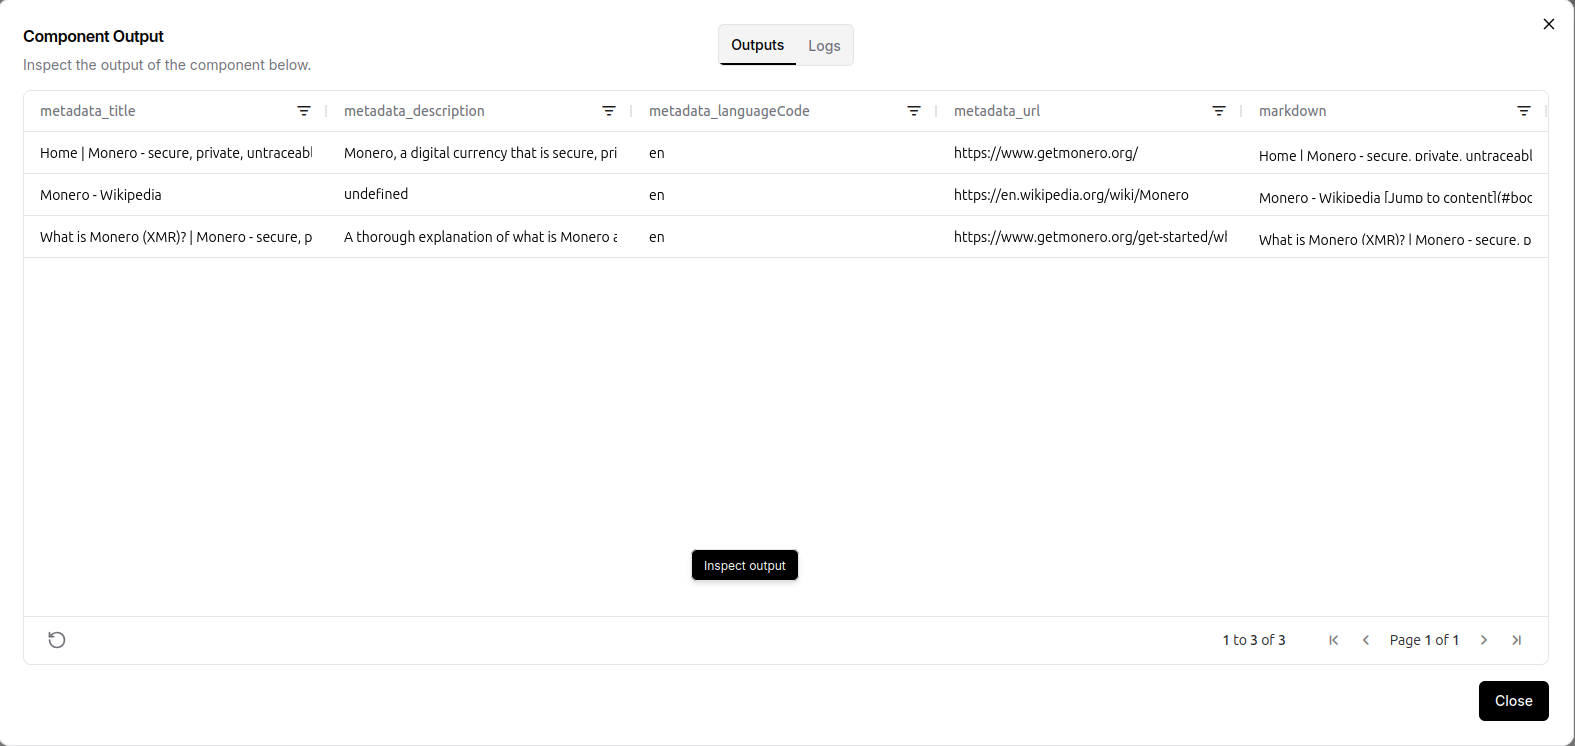 Component Output
Inspect the output of the component below.
Outputs Logs
metadata_title metadata_description metadata_languageCode metadata_url markdown
Home | Monero - secure, private, untraceabl Monero, a digital currency that is secure, pri en https://www.getmonero.org/ Home | Monero - secure, private, untraceabl
Monero - Wikipedia undefined en https://en.wikipedia.org/wiki/Monero Monero - Wikipedia [Jump to content](#boc
What is Monero (XMR)? | Monero - secure, p A thorough explanation of what is Monero en https://www.getmonero.org/get-started/wl What is Monero (XMR)? | Monero - secure, p
Inspect output
1 to 3 of 3 Page 1 of 1
Close